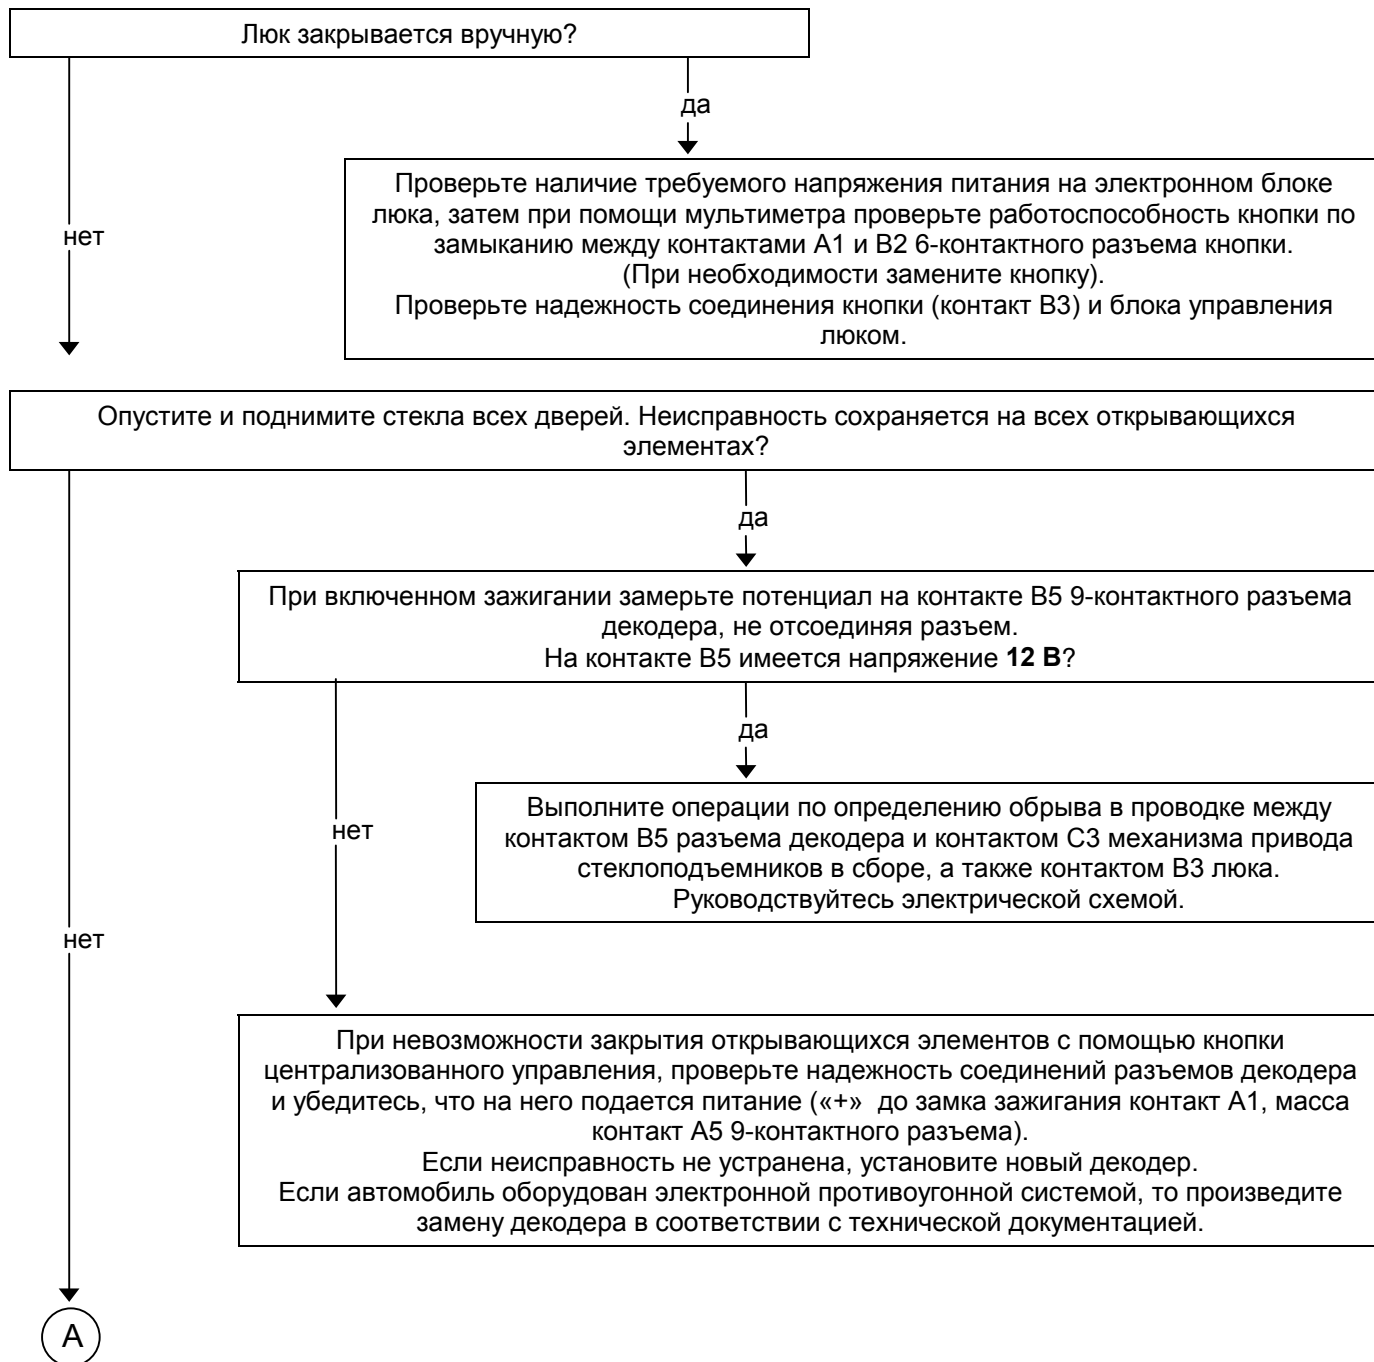 Люк закрывается вручную?
да
нет
Проверьте наличие требуемого напряжения питания на электронном блоке
люка, затем при помощи мультиметра проверьте работоспособность кнопки по
замыканию между контактами А1 и В2 6-контактного разъема кнопки.
(При необходимости замените кнопку).
Проверьте надежность соединения кнопки (контакт В3) и блока управления
люком.
Опустите и поднимите стекла всех дверей. Неисправность сохраняется на всех открывающихся
элементах?
да
При включенном зажигании замерьте потенциал на контакте В5 9-контактного разъема
декодера, не отсоединяя разъем.
На контакте В5 имеется напряжение 12 В?
да
нет
Выполните операции по определению обрыва в проводке между
контактом В5 разъема декодера и контактом С3 механизма привода
стеклоподъемников в сборе, а также контактом В3 люка.
Руководствуйтесь электрической схемой.
нет
При невозможности закрытия открывающихся элементов с помощью кнопки
централизованного управления, проверьте надежность соединений разъемов декодера
и убедитесь, что на него подается питание («+» до замка зажигания контакт А1, масса
контакт А5 9-контактного разъема).
Если неисправность не устранена, установите новый декодер.
Если автомобиль оборудован электронной противоугонной системой, то произведите
замену декодера в соответствии с технической документацией.
А